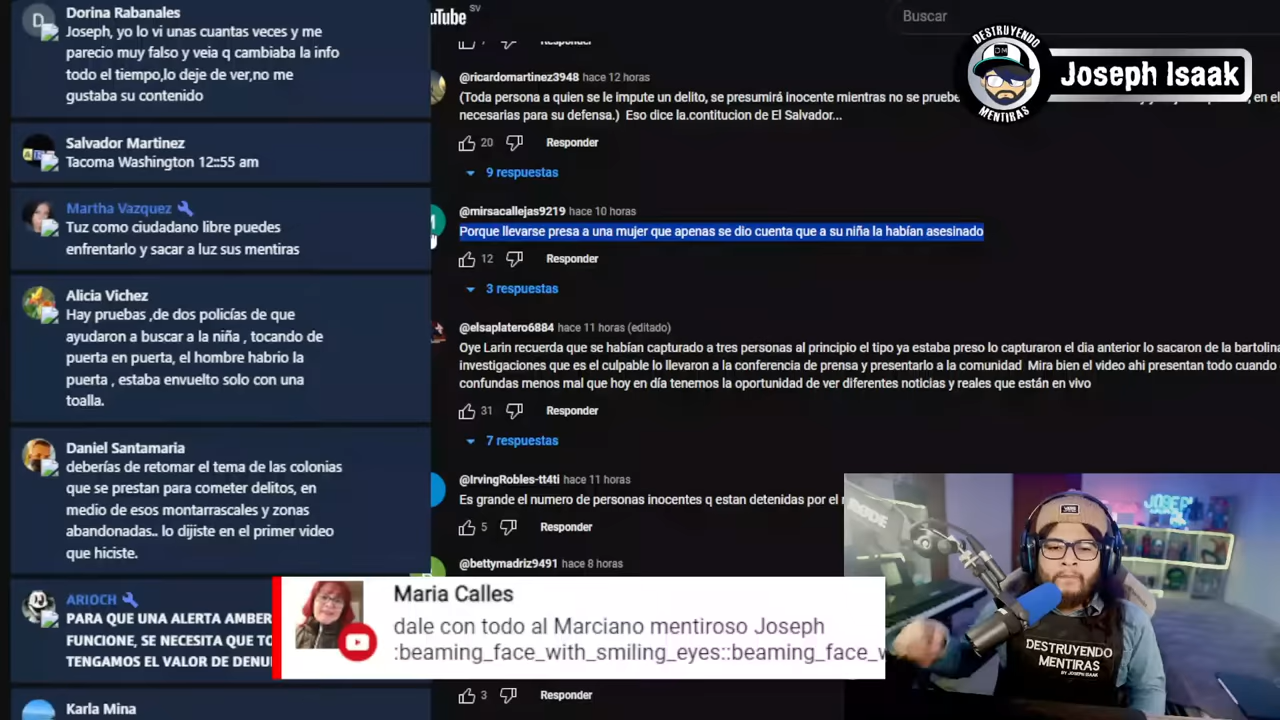 Dorina Rabanales
Joseph, yo lo vi unas cuantas veces y me
parecio muy falso y veia q cambiaba la info
todo el tiempo,lo deje de ver,no me
gustaba su contenido
Salvador Martinez
Tacoma Washington 12::55 am
Martha Vazquez
Tuz como ciudadano libre puedes
enfrentarlo y sacar a luz sus mentiras
Alicia Vichez
Hay pruebas ,de dos policías de que
ayudaron a buscar a la niña , tocando de
puerta en puerta, el hombre habrio la
puerta , estaba envuelto solo con una
toalla.
Daniel Santamaria
deberías de retomar el tema de las colonias
que se prestan para cometer delitos, en
medio de esos montarrascales y zonas
abandonadas.. lo dijiste en el primer video
que hiciste.
ARIOCH
PARA QUE UNA ALERTA AMBER
FUNCIONE, SE NECESITA QUE TO
TENGAMOS EL VALOR DE DENU
Karla Mina
uTube SV
Buscar
7 Responder
@ricardomartinez3948 hace 12 horas
(Toda persona a quien se le impute un delito, se presumirá inocente mientras no se pruebe
en el
necesarias para su defensa.) Eso dice la.contitucion de El Salvador...
20 Responder
9 respuestas
@mirsacallejas9219 hace 10 horas
Porque llevarse presa a una mujer que apenas se dio cuenta que a su niña la habían asesinado
12 Responder
3 respuestas
@elsaplatero6884 hace 11 horas (editado)
Oye Larin recuerda que se habían capturado a tres personas al principio el tipo ya estaba preso lo capturaron el dia anterior lo sacaron de la bartolina
investigaciones que es el culpable lo llevaron a la conferencia de prensa y presentarlo a la comunidad Mira bien el video ahi presentan todo cuando
confundas menos mal que hoy en día tenemos la oportunidad de ver diferentes noticias y reales que están en vivo
31 Responder
7 respuestas
@IrvingRobles-tt4ti hace 11 horas
Es grande el numero de personas inocentes q estan detenidas por el r
5 Responder
@bettymadriz9491 hace 8 horas
3 Responder
Maria Calles
dale con todo al Marciano mentiroso Joseph
:beaming_face_with_smiling_eyes::beaming_face_w
DESTRUYENDO
DM
MENTIRAS
Joseph Isaak
RØDE
JOSEPH
VANS
DESTRUYENDO
MENTIRAS
BY JOSEPH ISAAK